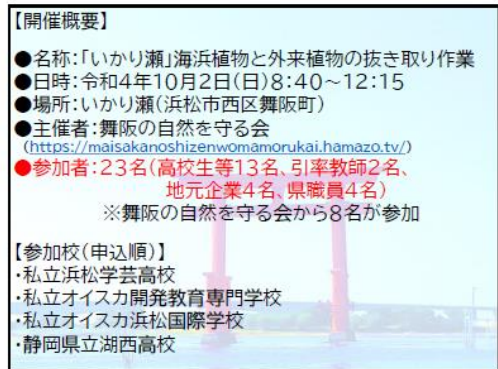 【開催概要】
●名称:「いかり瀬」海浜植物と外来植物の抜き取り作業
●日時:令和4年10月2日(日)8:40~12:15
●場所:いかり瀬(浜松市西区舞阪町)
●主催者:舞阪の自然を守る会
(https://maisakanoshizenwomamorukai.hamazo.tv/)
●参加者:23名(高校生等13名、引率教師2名、
地元企業4名、県職員4名)
※舞阪の自然を守る会から8名が参加
【参加校(申込順)】
・私立浜松学芸高校
・私立オイスカ開発教育専門学校
・私立オイスカ浜松国際学校
・静岡県立湖西高校